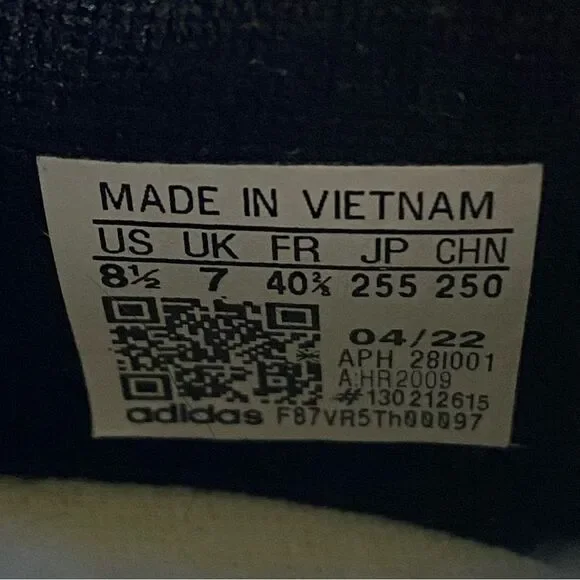 MADE IN VIETNAM
US UK FR JP CHN
8½ 7 40⅔ 255 250
04/22
APH 28I001
A:HR2009
#130212615
adidas F87VR5Th00097